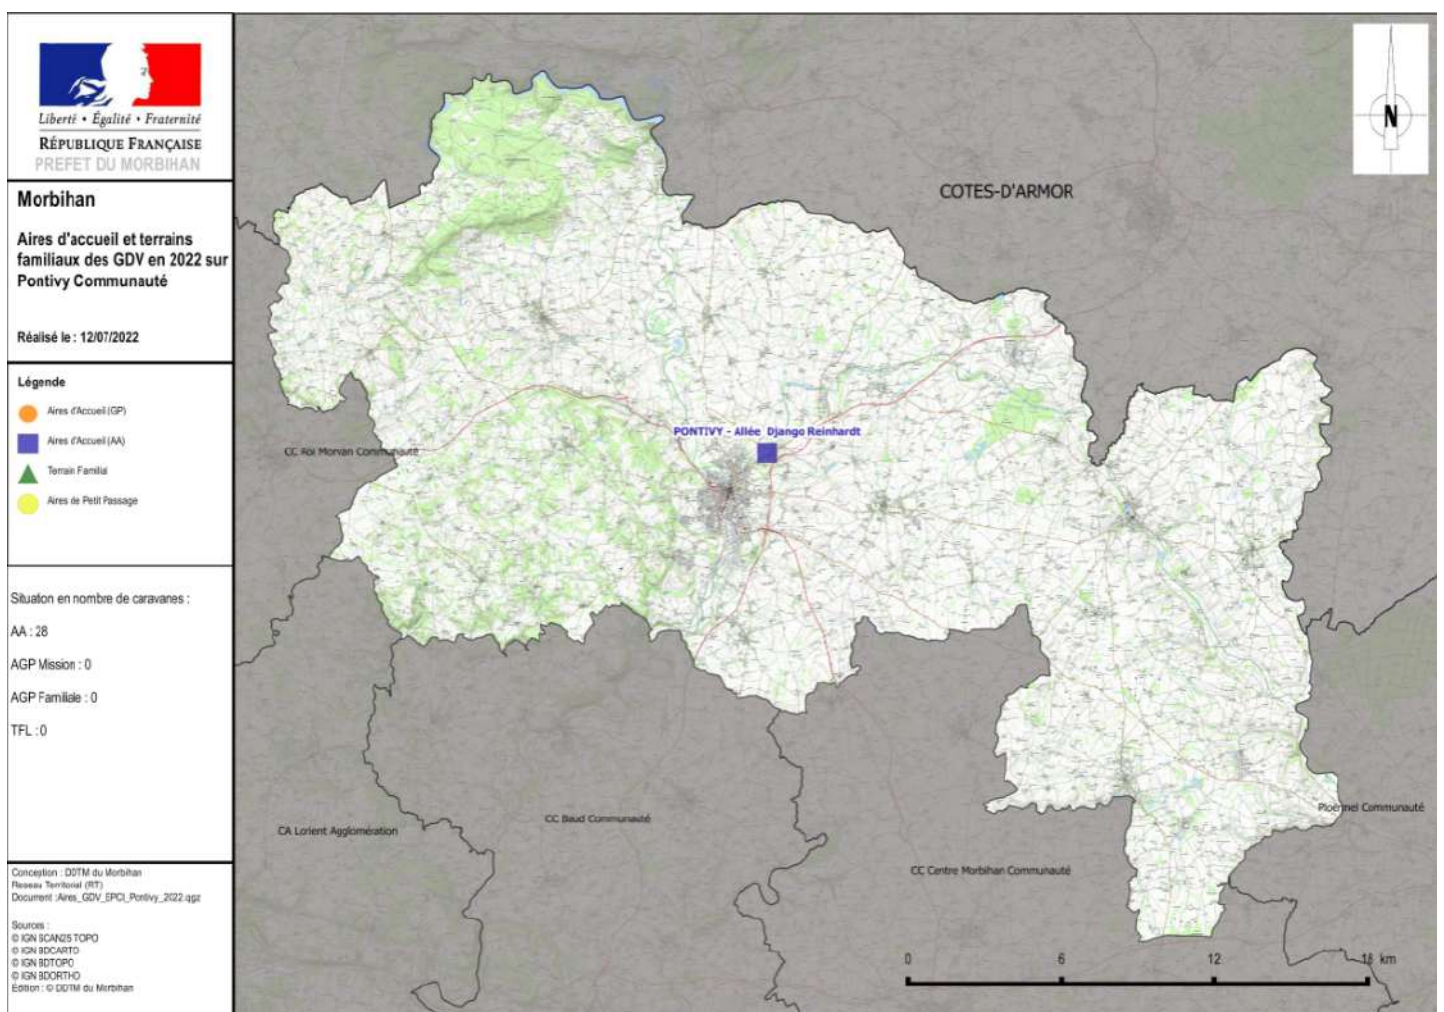 Liberté • Égalité • Fraternité
RÉPUBLIQUE FRANÇAISE
PREFET DU MORBIHAN
Morbihan
Aires d'accueil et terrains
familiaux des GDV en 2022 sur
Pontivy Communauté
Réalisé le : 12/07/2022
Légende
Aires d'Accueil (GP)
Aires d'Accueil (AA)
Terrain Familial
Aires de Petit Passage
Situation en nombre de caravanes :
AA : 28
AGP Mission : 0
AGP Familiale : 0
TFL : 0
Conception : DDTM du Morbihan
Reseau Territorial (RT)
Document : Aires_GDV_EPCI_Pontivy_2022.qgz
Sources :
© IGN SCAN25 TOPO
© IGN BDCARTO
© IGN BDTOPO
© IGN BDORTHO
Edition : © DDTM du Morbihan
N
COTES-D'ARMOR
PONTIVY - Allée Django Reinhardt
CC Roi Morvan Communauté
CA Lorient Agglomération
CC Baud Communauté
CC Centre Morbihan Communauté
Ploërmel Communauté
0 6 12 18 km